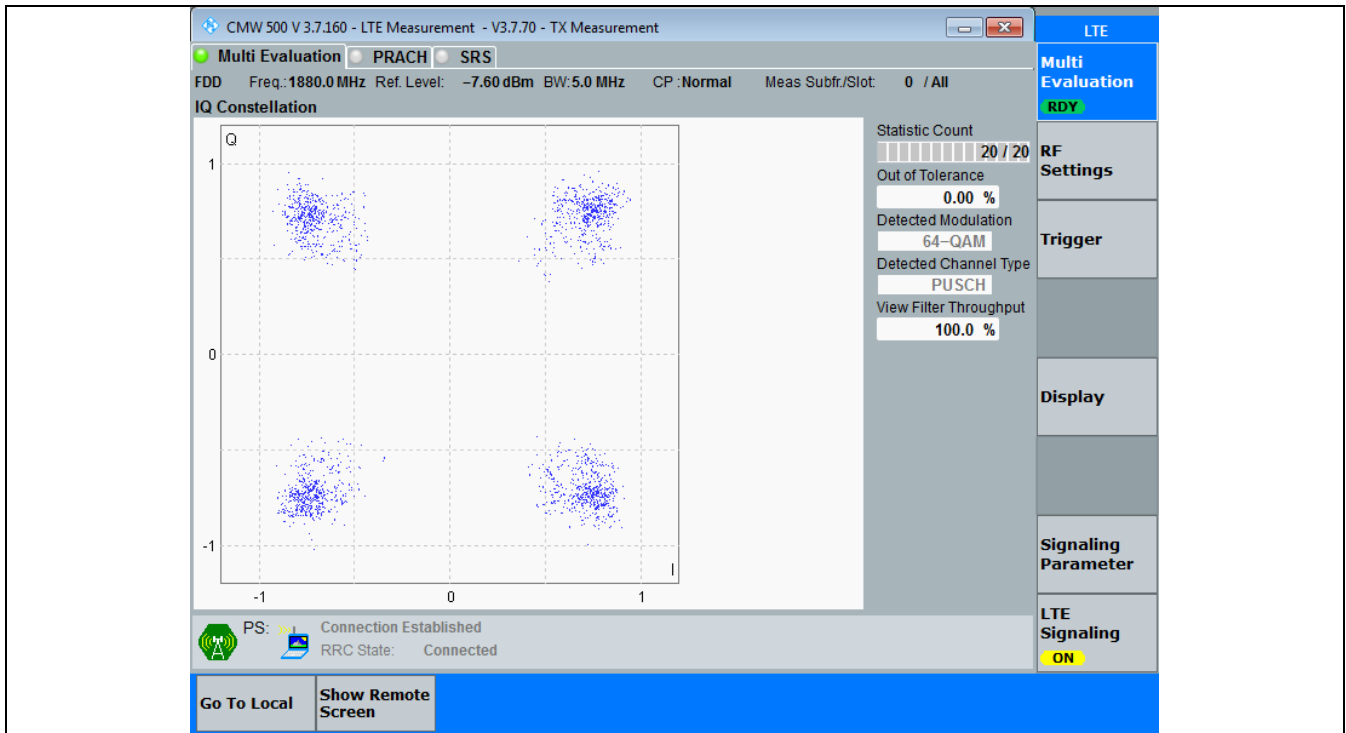 CMW 500 V 3.7.160 - LTE Measurement - V3.7.70 - TX Measurement
LTE
Multi Evaluation PRACH SRS
FDD Freq.: 1880.0 MHz Ref. Level: −7.60 dBm BW: 5.0 MHz CP : Normal Meas Subfr./Slot: 0 / All
IQ Constellation
Q
1
0
-1
I
-1 0 1
Statistic Count
20 / 20
Out of Tolerance
0.00 %
Detected Modulation
64−QAM
Detected Channel Type
PUSCH
View Filter Throughput
100.0 %
Multi
Evaluation
RDY
RF
Settings
Trigger
Display
Signaling
Parameter
LTE
Signaling
ON
PS: Connection Established
RRC State: Connected
Go To Local
Show Remote
Screen